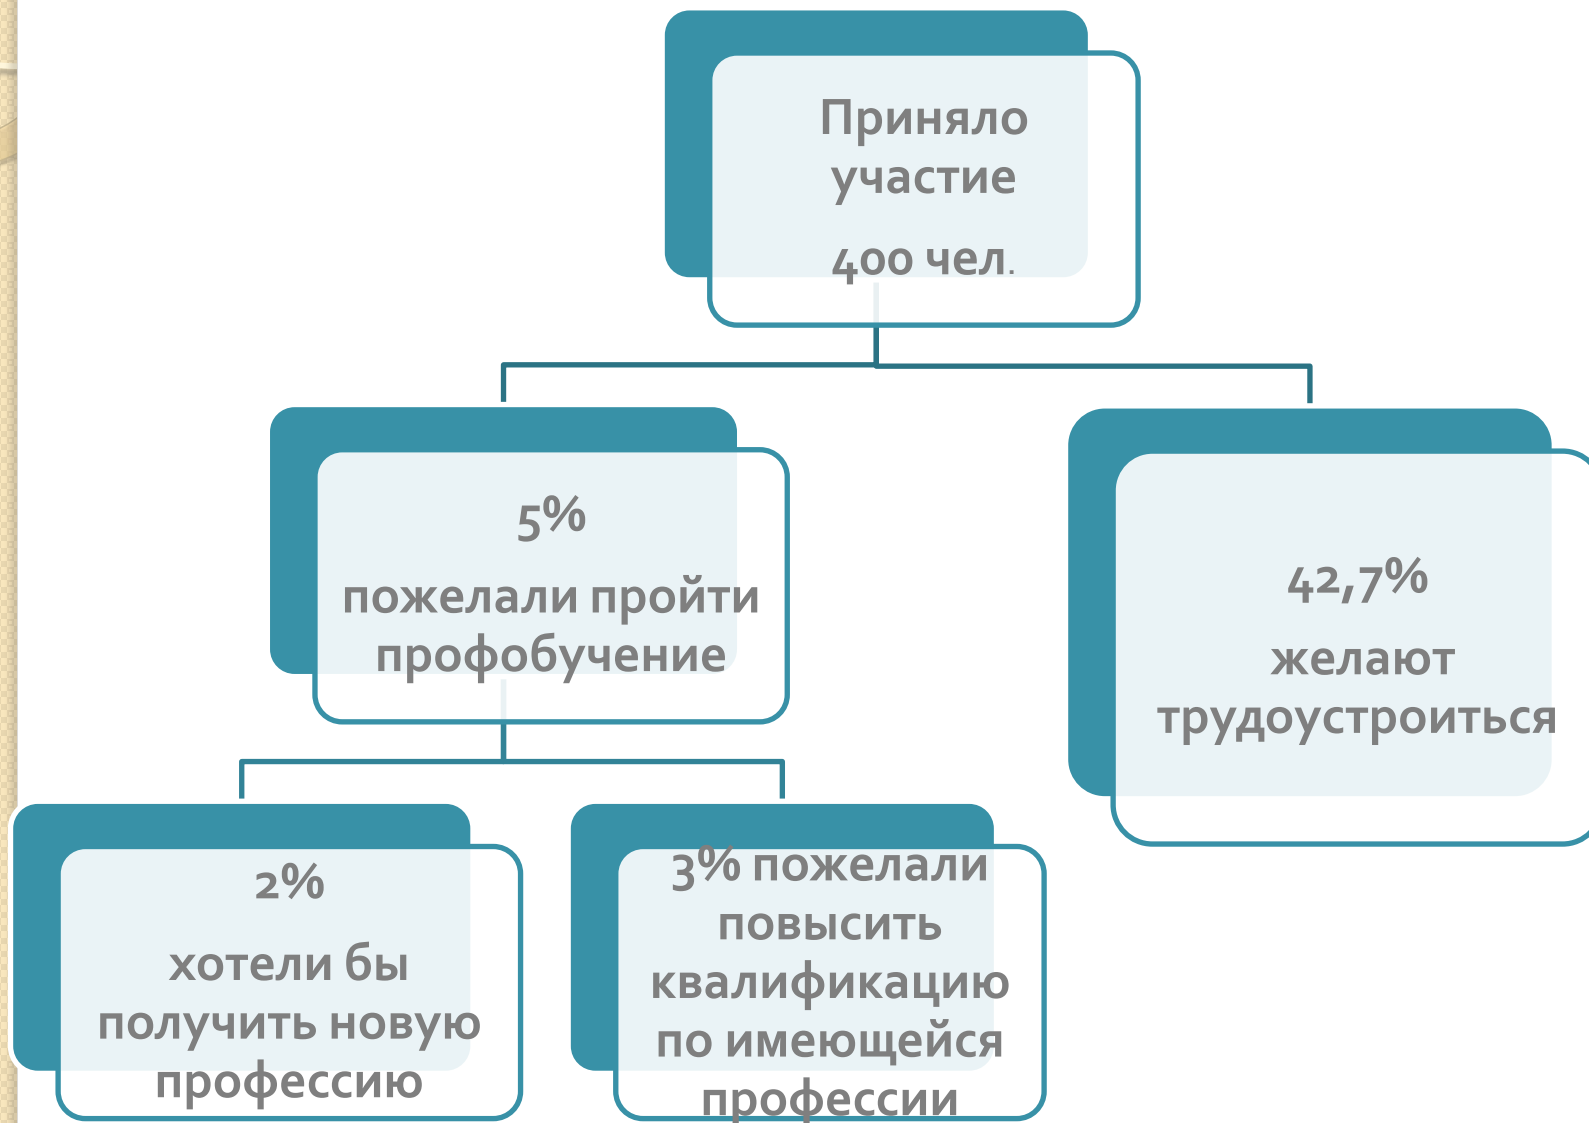 Приняло
участие
400 чел.
5%
пожелали пройти
профобучение
42,7%
желают
трудоустроиться
2%
хотели бы
получить новую
профессию
3% пожелали
повысить
квалификацию
по имеющейся
профессии